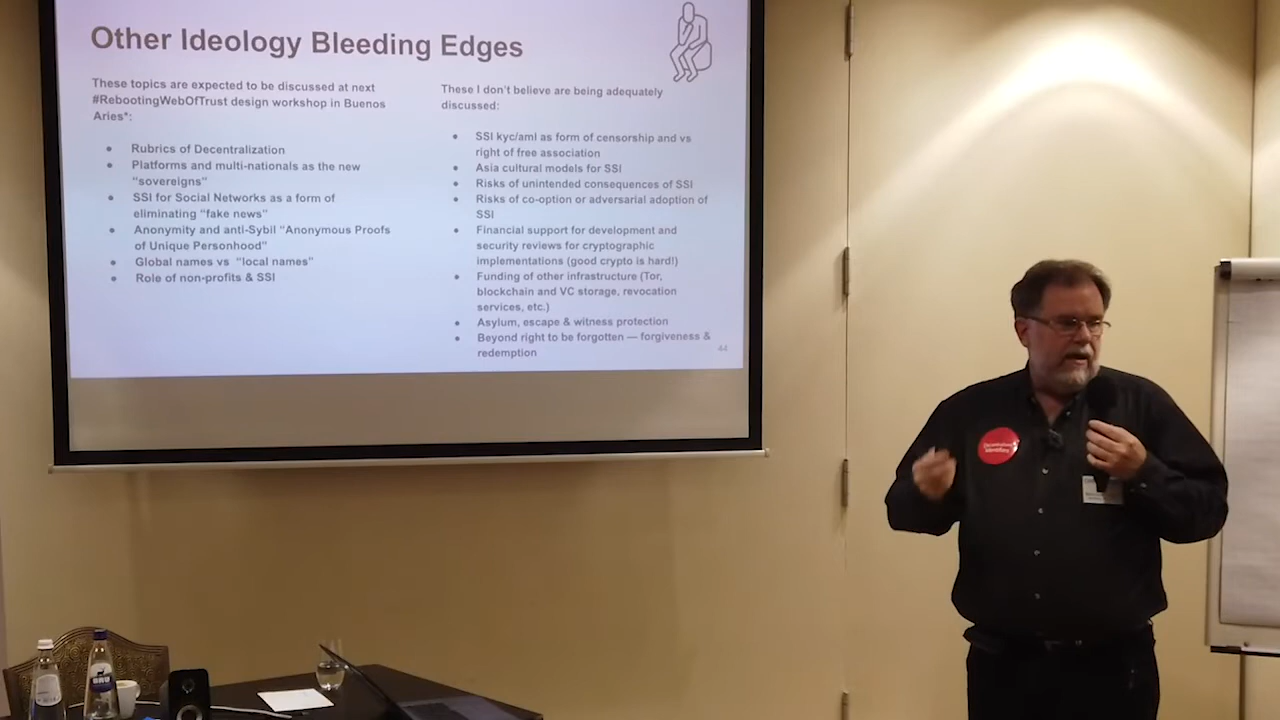 Other Ideology Bleeding Edges
These topics are expected to be discussed at next
#RebootingWebOfTrust design workshop in Buenos
Aries*:
● Rubrics of Decentralization
● Platforms and multi-nationals as the new
“sovereigns”
● SSI for Social Networks as a form of
eliminating “fake news”
● Anonymity and anti-Sybil “Anonymous Proofs
of Unique Personhood”
● Global names vs “local names”
● Role of non-profits & SSI
These I don’t believe are being adequately
discussed:
● SSI kyc/aml as form of censorship and vs
right of free association
● Asia cultural models for SSI
● Risks of unintended consequences of SSI
● Risks of co-option or adversarial adoption of
SSI
● Financial support for development and
security reviews for cryptographic
implementations (good crypto is hard!)
● Funding of other infrastructure (Tor,
blockchain and VC storage, revocation
services, etc.)
● Asylum, escape & witness protection
● Beyond right to be forgotten — forgiveness &
redemption
44
Decentralized
Identity
BRU